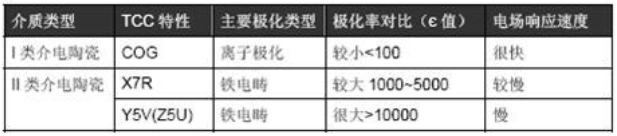 介质类型 TCC 特性 主要极化类型 极化率对比（є 值） 电场响应速度
I 类介电陶瓷 COG 离子极化 较小<100 很快
II 类介电陶瓷 X7R 铁电畴 较大 1000~5000 较慢
Y5V(Z5U) 铁电畴 很大>10000 慢